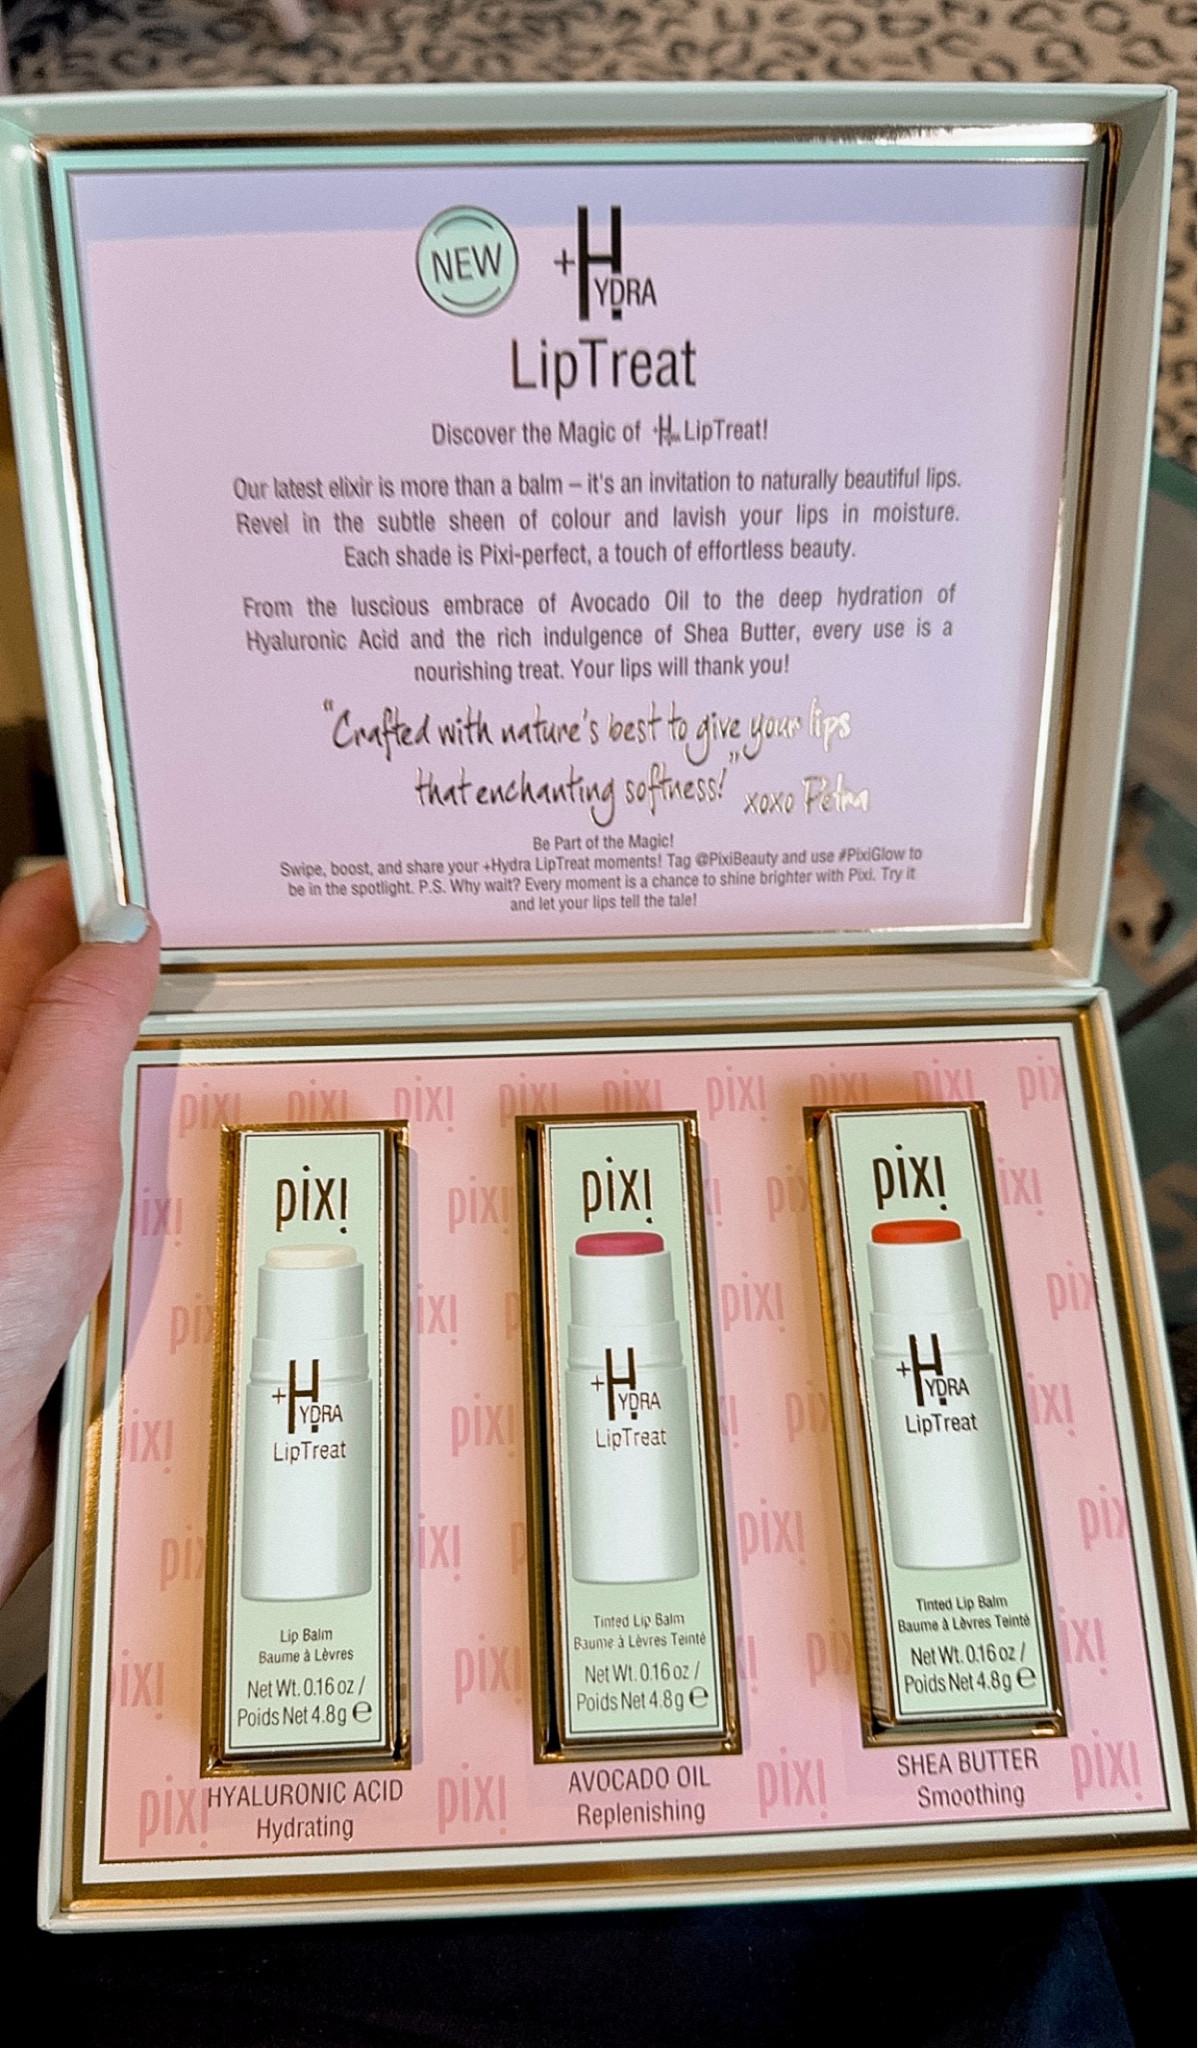 NEW +HYDRA
LipTreat
Discover the Magic of +Hydra LipTreat!
Our latest elixir is more than a balm – it's an invitation to naturally beautiful lips.
Revel in the subtle sheen of colour and lavish your lips in moisture.
Each shade is Pixi-perfect, a touch of effortless beauty.
From the luscious embrace of Avocado Oil to the deep hydration of
Hyaluronic Acid and the rich indulgence of Shea Butter, every use is a
nourishing treat. Your lips will thank you!
"Crafted with nature's best to give your lips
that enchanting softness!" xoxo Petra
Be Part of the Magic!
Swipe, boost, and share your +Hydra LipTreat moments! Tag @PixiBeauty and use #PixiGlow to
be in the spotlight. P.S. Why wait? Every moment is a chance to shine brighter with Pixi. Try it
and let your lips tell the tale!
pixi
+HYDRA
LipTreat
Lip Balm
Baume à Lèvres
Net Wt. 0.16 oz /
Poids Net 4.8g ℮
HYALURONIC ACID
Hydrating
pixi
+HYDRA
LipTreat
Tinted Lip Balm
Baume à Lèvres Teinté
Net Wt. 0.16 oz /
Poids Net 4.8g ℮
AVOCADO OIL
Replenishing
pixi
+HYDRA
LipTreat
Tinted Lip Balm
Baume à Lèvres Teinté
Net Wt. 0.16 oz /
Poids Net 4.8g ℮
SHEA BUTTER
Smoothing